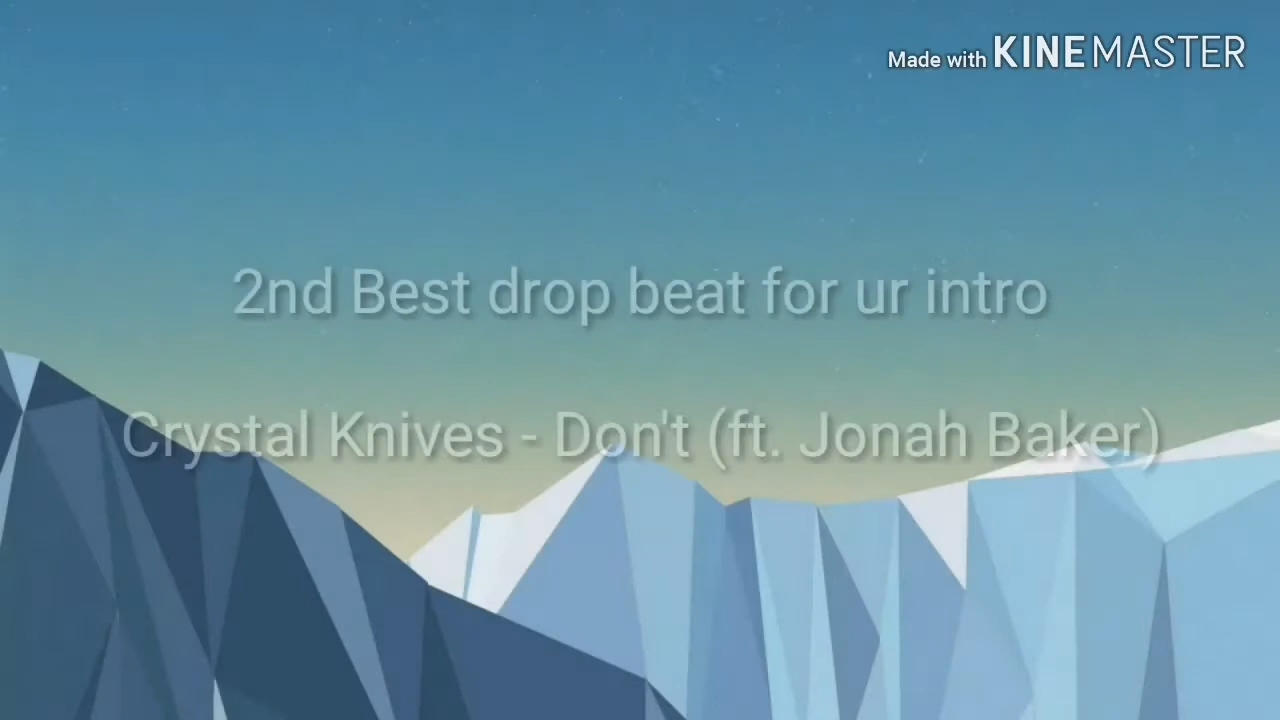 Made with KINEMASTER
2nd Best drop beat for ur intro
Crystal Knives - Don't (ft. Jonah Baker)